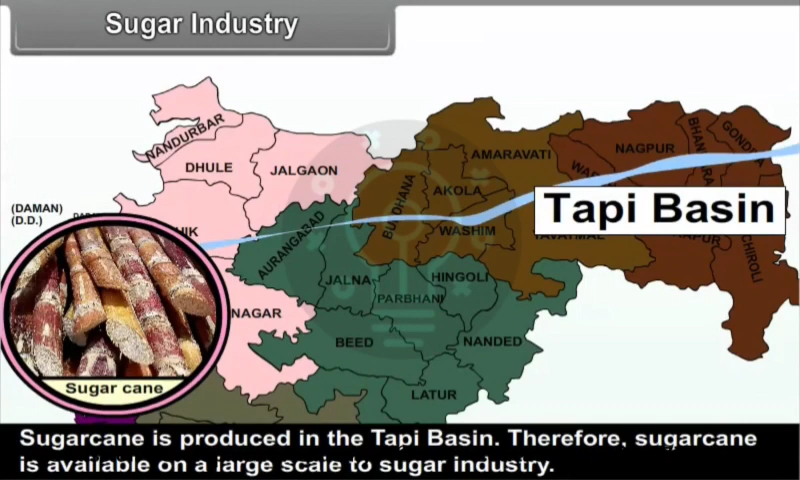 Sugar Industry
NANDURBAR
DHULE
JALGAON
AMARAVATI
NAGPUR
AKOLA
BULDHANA
WASHIM
Tapi Basin
(DAMAN)
(D.D.)
AURANGABAD
JALNA
HINGOLI
PARBHANI
NAGAR
BEED
NANDED
LATUR
Sugar cane
Sugarcane is produced in the Tapi Basin. Therefore, sugarcane
is available on a large scale to sugar industry.